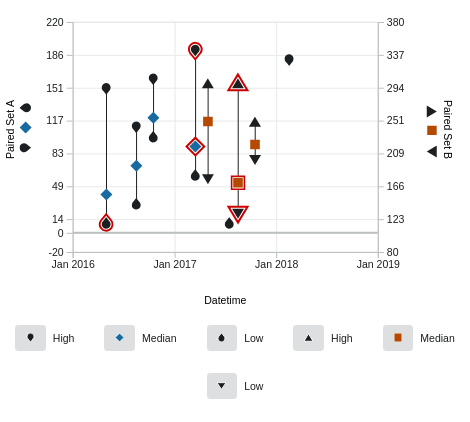 220 380
186 337
151 294
117 251
83 209
49 166
14 123
0
-20 80
Jan 2016 Jan 2017 Jan 2018 Jan 2019
Paired Set A
Paired Set B
Datetime
High Median Low High Median
Low